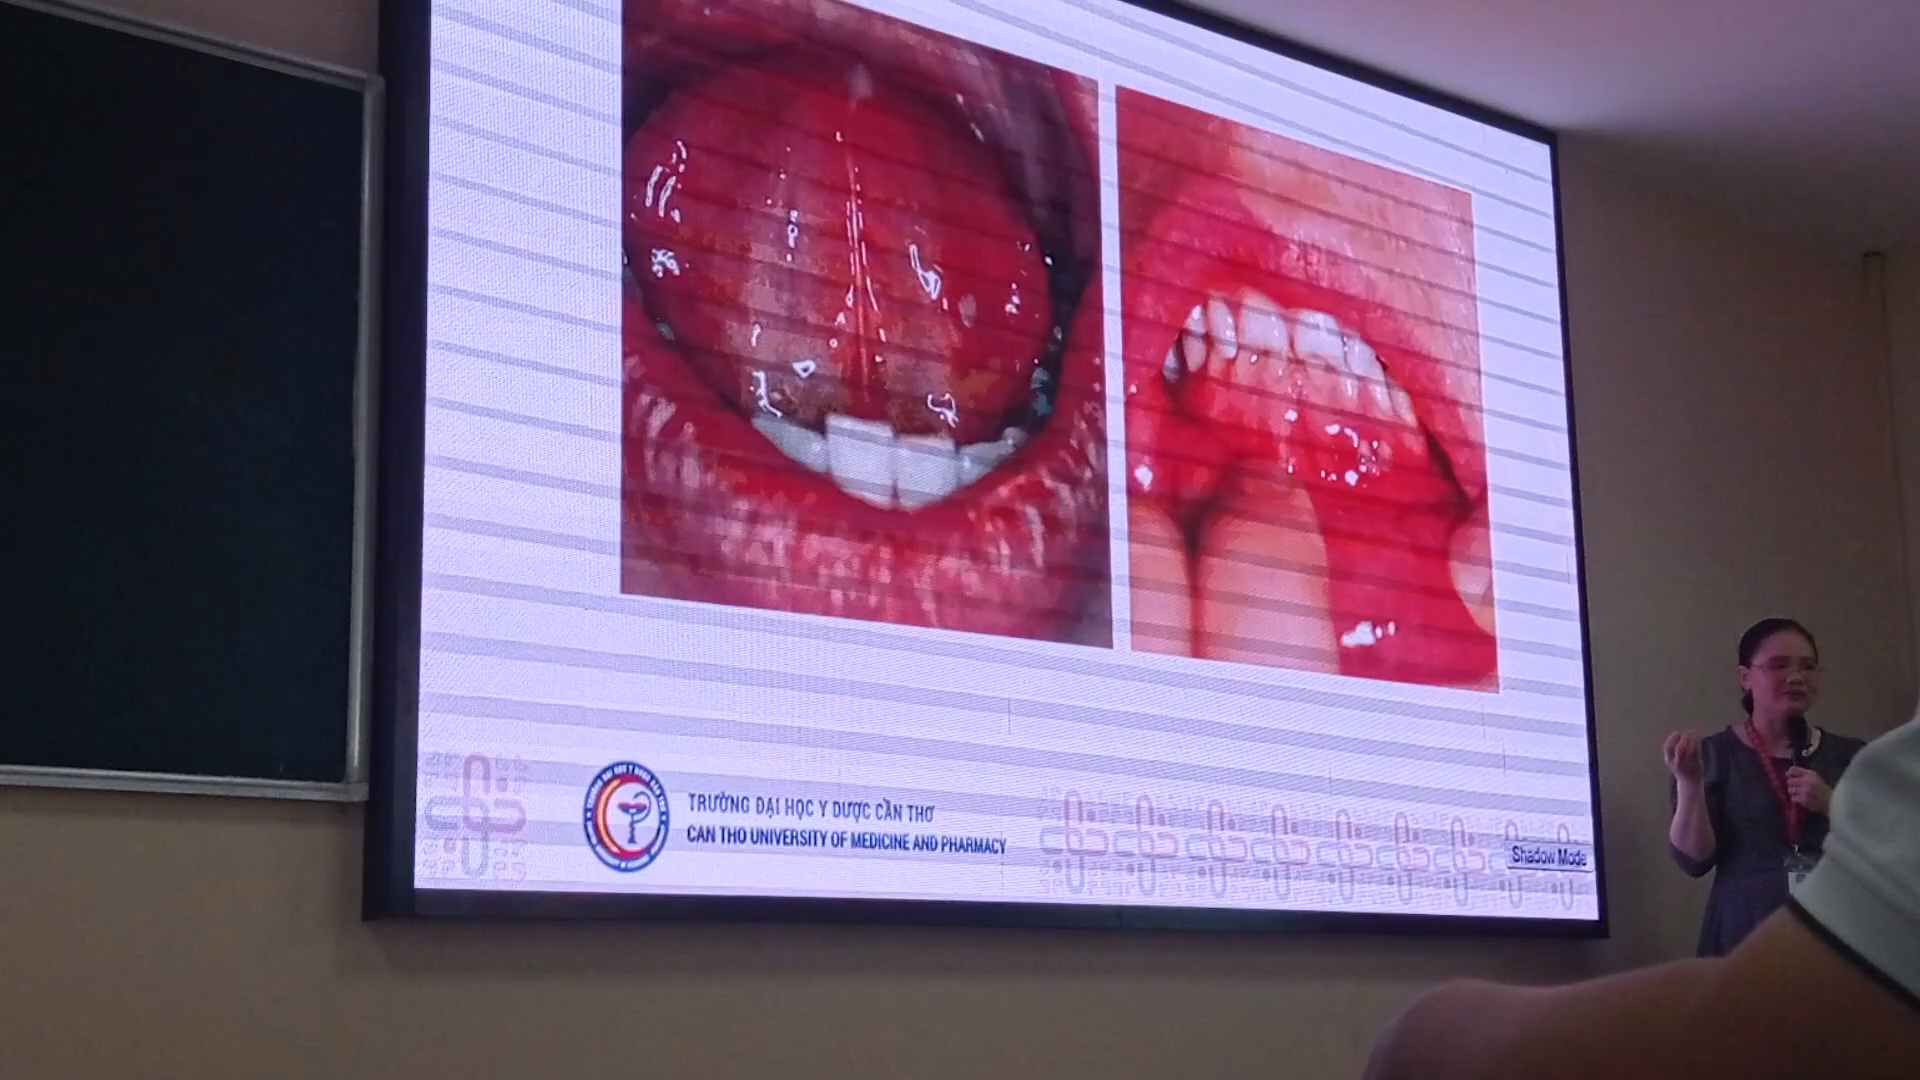 TRƯỜNG ĐẠI HỌC Y DƯỢC CẦN THƠ
CAN THO UNIVERSITY OF MEDICINE AND PHARMACY
Shadow Mode